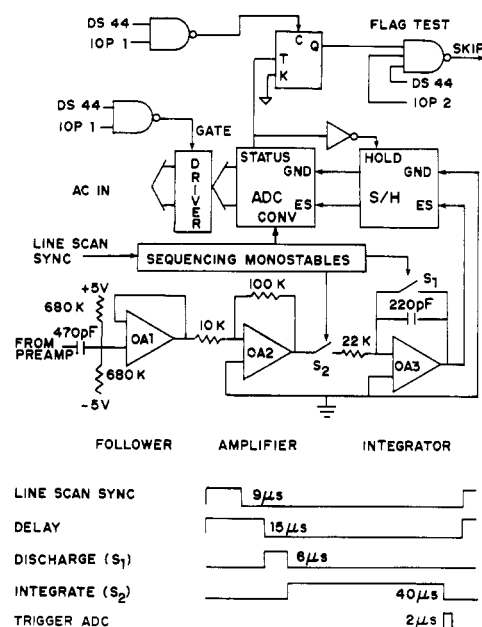 FLAG TEST
DS 44
IOP 1
C
Q
T
K
SKIP
DS 44
IOP 2
DS 44
IOP 1
GATE
AC IN
DRIVER
STATUS
GND
ADC
ES
CONV
HOLD
GND
S/H
ES
LINE SCAN
SYNC
SEQUENCING MONOSTABLES
S1
+5V
680 K
470pF
FROM
PREAMP
680K
-5V
OA1
10 K
100 K
OA2
S2
22 K
220pF
OA3
FOLLOWER AMPLIFIER INTEGRATOR
LINE SCAN SYNC 9μs
DELAY 15μs
DISCHARGE (S1) 6μs
INTEGRATE (S2) 40μs
TRIGGER ADC 2μs